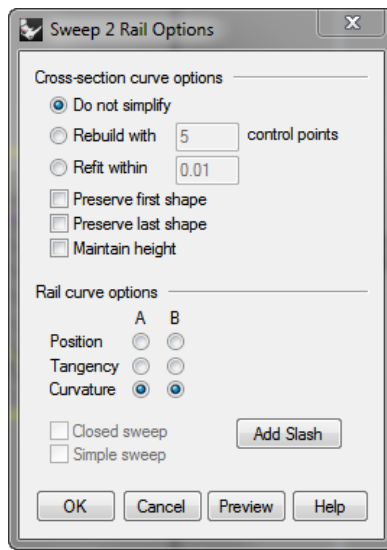 Sweep 2 Rail Options
Cross-section curve options
Do not simplify
Rebuild with 5 control points
Refit within 0.01
Preserve first shape
Preserve last shape
Maintain height
Rail curve options
A B
Position
Tangency
Curvature
Closed sweep
Add Slash
Simple sweep
OK Cancel Preview Help